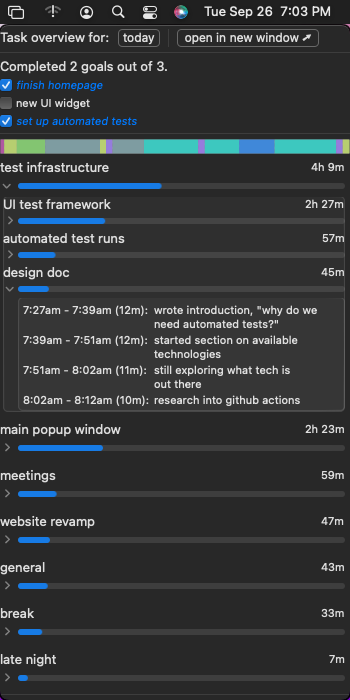 Tue Sep 26 7:03 PM
Task overview for: today open in new window ↗
Completed 2 goals out of 3.
finish homepage
new UI widget
set up automated tests
test infrastructure 4h 9m
UI test framework 2h 27m
automated test runs 57m
design doc 45m
7:27am - 7:39am (12m): wrote introduction, "why do we
need automated tests?"
7:39am - 7:51am (12m): started section on available
technologies
7:51am - 8:02am (11m): still exploring what tech is
out there
8:02am - 8:12am (10m): research into github actions
main popup window 2h 23m
meetings 59m
website revamp 47m
general 43m
break 33m
late night 7m